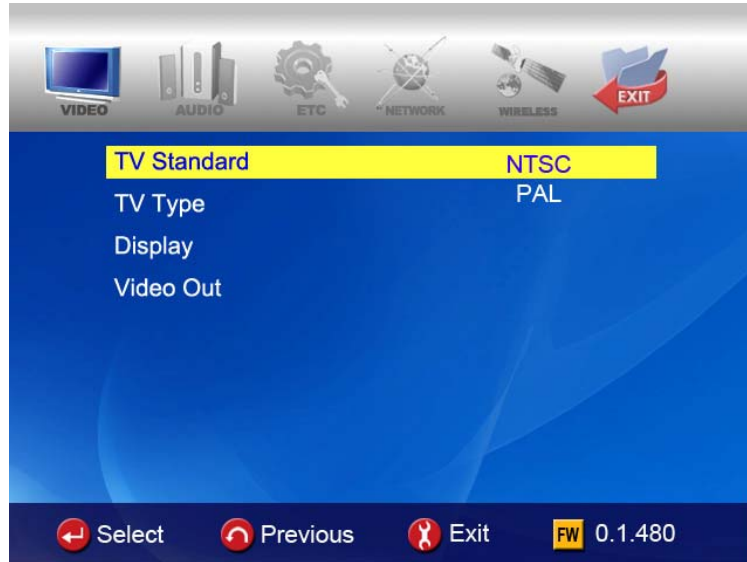 VIDEO AUDIO ETC NETWORK WIRELESS EXIT
TV Standard NTSC
TV Type PAL
Display
Video Out
Select Previous Exit FW 0.1.480